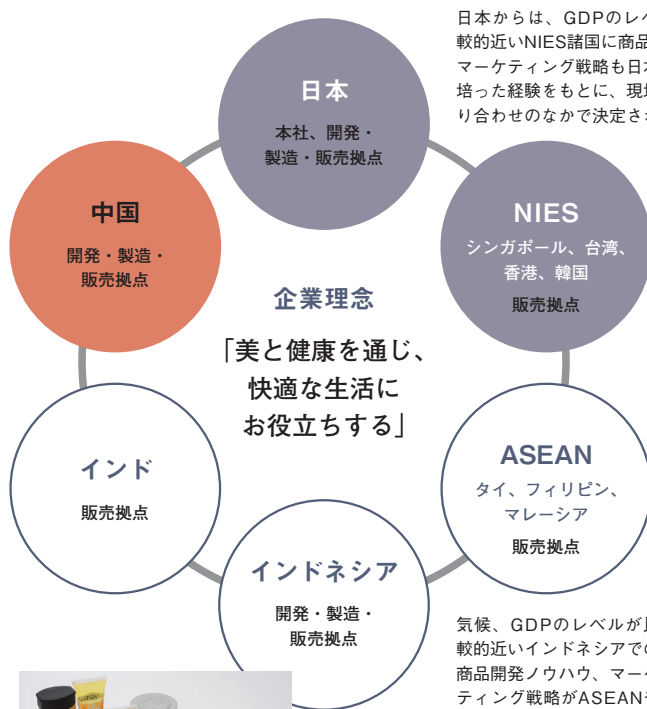 日本からは、GDPのレベ
較的近いNIES諸国に商品
マーケティング戦略も日本
培った経験をもとに、現場
り合わせのなかで決定さ
日本
本社、開発・
製造・販売拠点
中国
開発・製造・
販売拠点
NIES
シンガポール、台湾、
香港、韓国
販売拠点
企業理念
「美と健康を通じ、
快適な生活に
お役立ちする」
インド
販売拠点
ASEAN
タイ、フィリピン、
マレーシア
販売拠点
インドネシア
開発・製造・
販売拠点
気候、GDPのレベルが
較的近いインドネシアでの
商品開発ノウハウ、マーケ
ティング戦略がASEANや